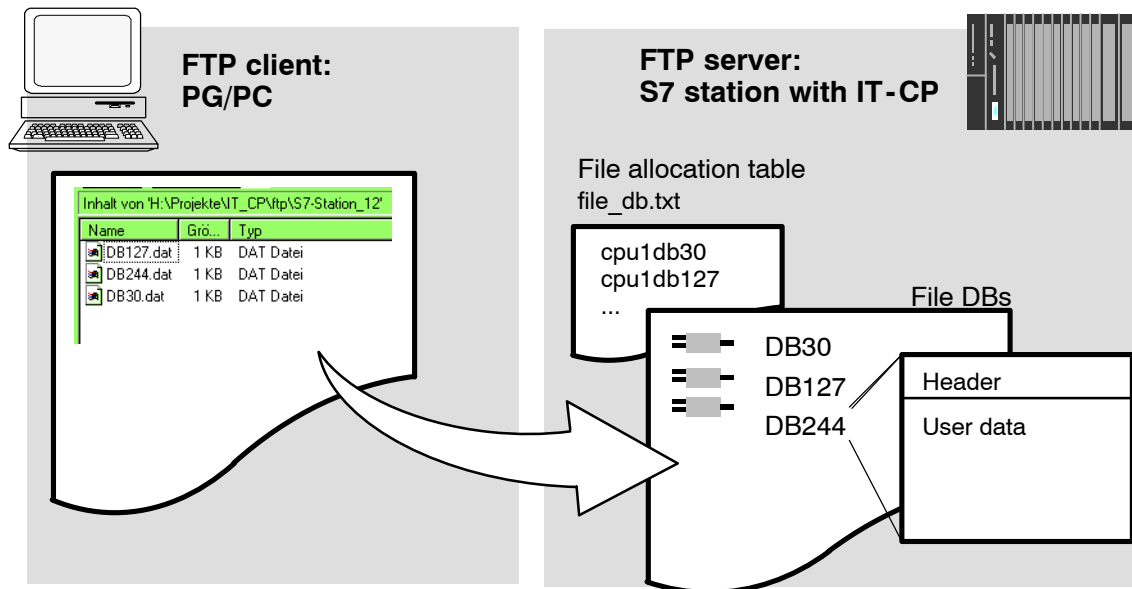 FTP client:
PG/PC
Inhalt von 'H:\Projekte\IT_CP\ftp\S7-Station_12'
Name Grö... Typ
DB127.dat 1 KB DAT Datei
DB244.dat 1 KB DAT Datei
DB30.dat 1 KB DAT Datei
FTP server:
S7 station with IT-CP
File allocation table
file_db.txt
cpu1db30
cpu1db127
...
File DBs
DB30
DB127
DB244
Header
User data